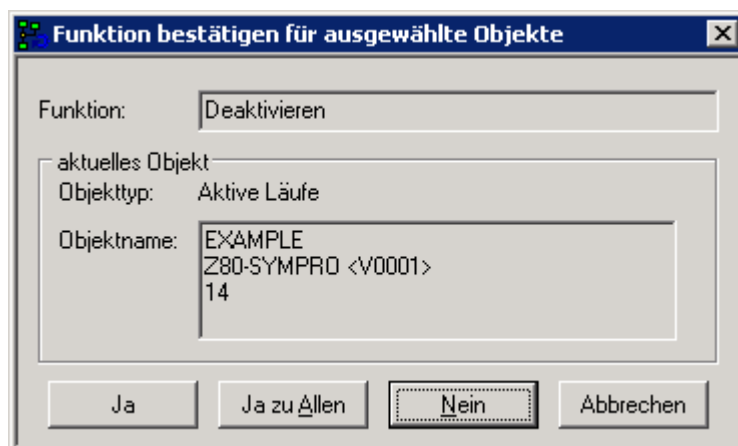 Funktion bestätigen für ausgewählte Objekte
Funktion: Deaktivieren
aktuelles Objekt
Objekttyp: Aktive Läufe
Objektname: EXAMPLE
Z80-SYMPRO <V0001>
14
Ja Ja zu Allen Nein Abbrechen